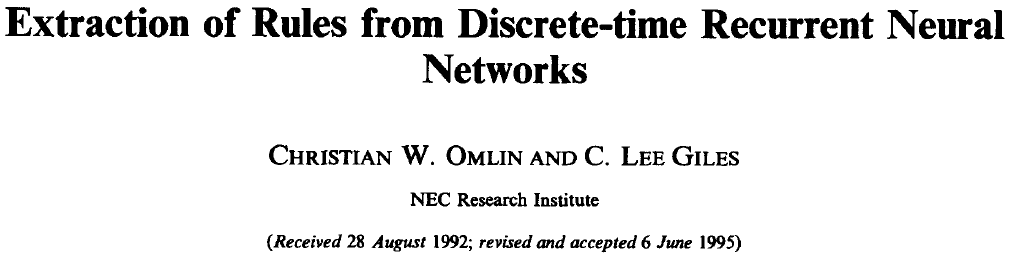 Extraction of Rules from Discrete-time Recurrent Neural
Networks
CHRISTIAN W. OMLIN AND C. LEE GILES
NEC Research Institute
(Received 28 August 1992; revised and accepted 6 June 1995)